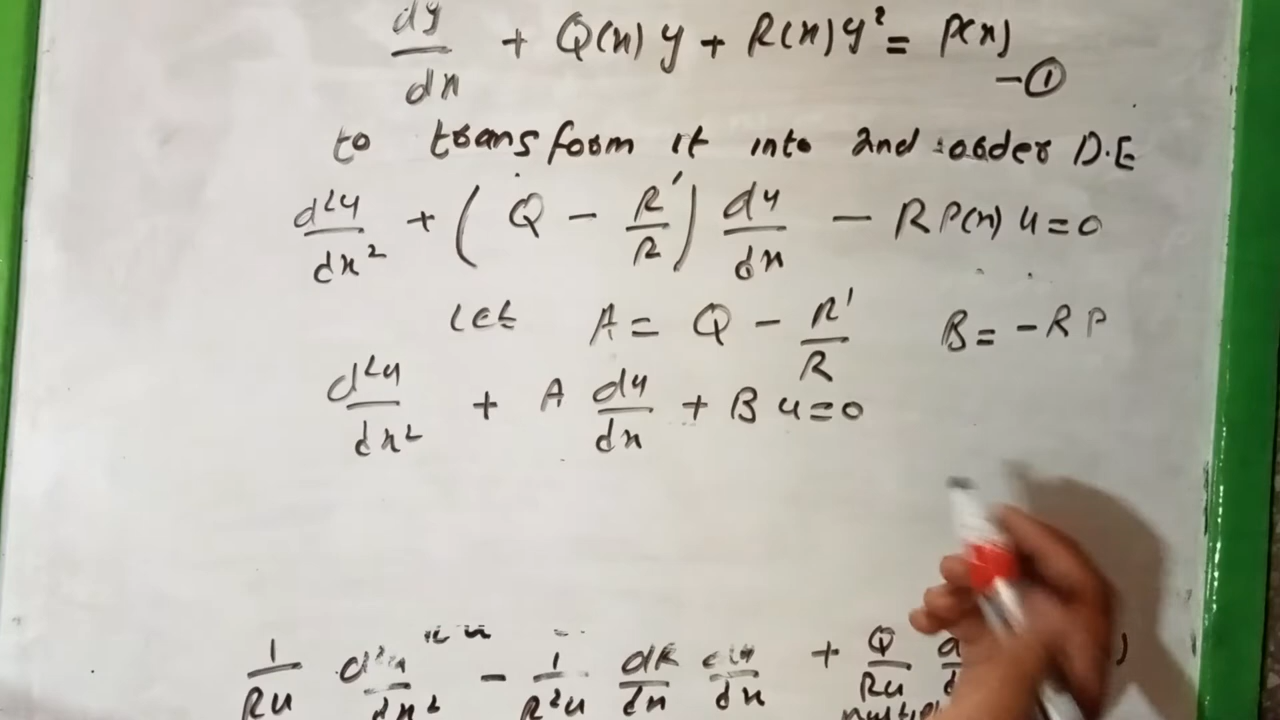 dy/dx + Q(x) y + R(x) y² = P(x) —①
to transform it into 2nd order D.E
d²u/dx² + (Q - R'/R) du/dx - RP(x) u = 0
let A = Q - R'/R B = -RP
d²u/dx² + A du/dx + B u = 0
1/Ru d²u/dx² - 1/R²u dR/dx du/dx + Q/Ru